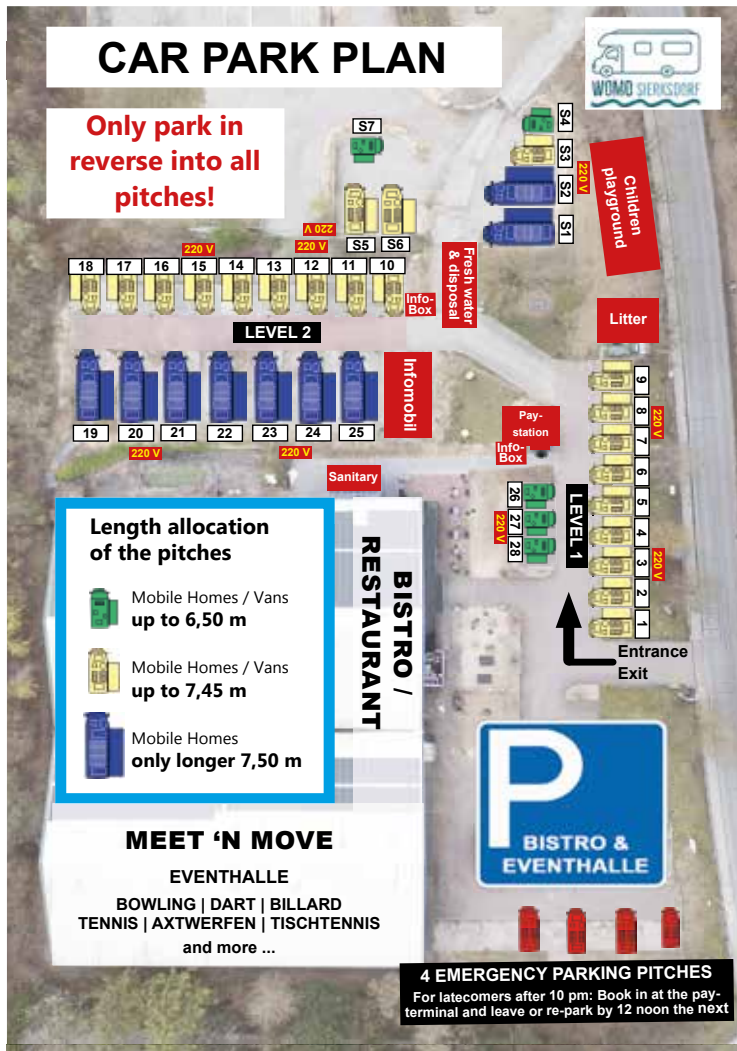 CAR PARK PLAN
WOMO SIERKSDORF
Only park in
reverse into all
pitches!
S7
S4
S3
S2
S1
220 V
Children
playground
S5
S6
220 V
220 V
220 V
18
17
16
15
14
13
12
11
10
Info-
Box
Fresh water
& disposal
Litter
LEVEL 2
Infomobil
19
20
21
22
23
24
25
220 V
220 V
Pay-
station
Info-
Box
Sanitary
9
8
7
6
5
4
3
2
1
220 V
220 V
26
27
28
220 V
LEVEL 1
Entrance
Exit
Length allocation
of the pitches
Mobile Homes / Vans
up to 6,50 m
Mobile Homes / Vans
up to 7,45 m
Mobile Homes
only longer 7,50 m
BISTRO /
RESTAURANT
P
BISTRO &
EVENTHALLE
MEET ‘N MOVE
EVENTHALLE
BOWLING | DART | BILLARD
TENNIS | AXTWERFEN | TISCHTENNIS
and more ...
4 EMERGENCY PARKING PITCHES
For latecomers after 10 pm: Book in at the pay-
terminal and leave or re-park by 12 noon the next